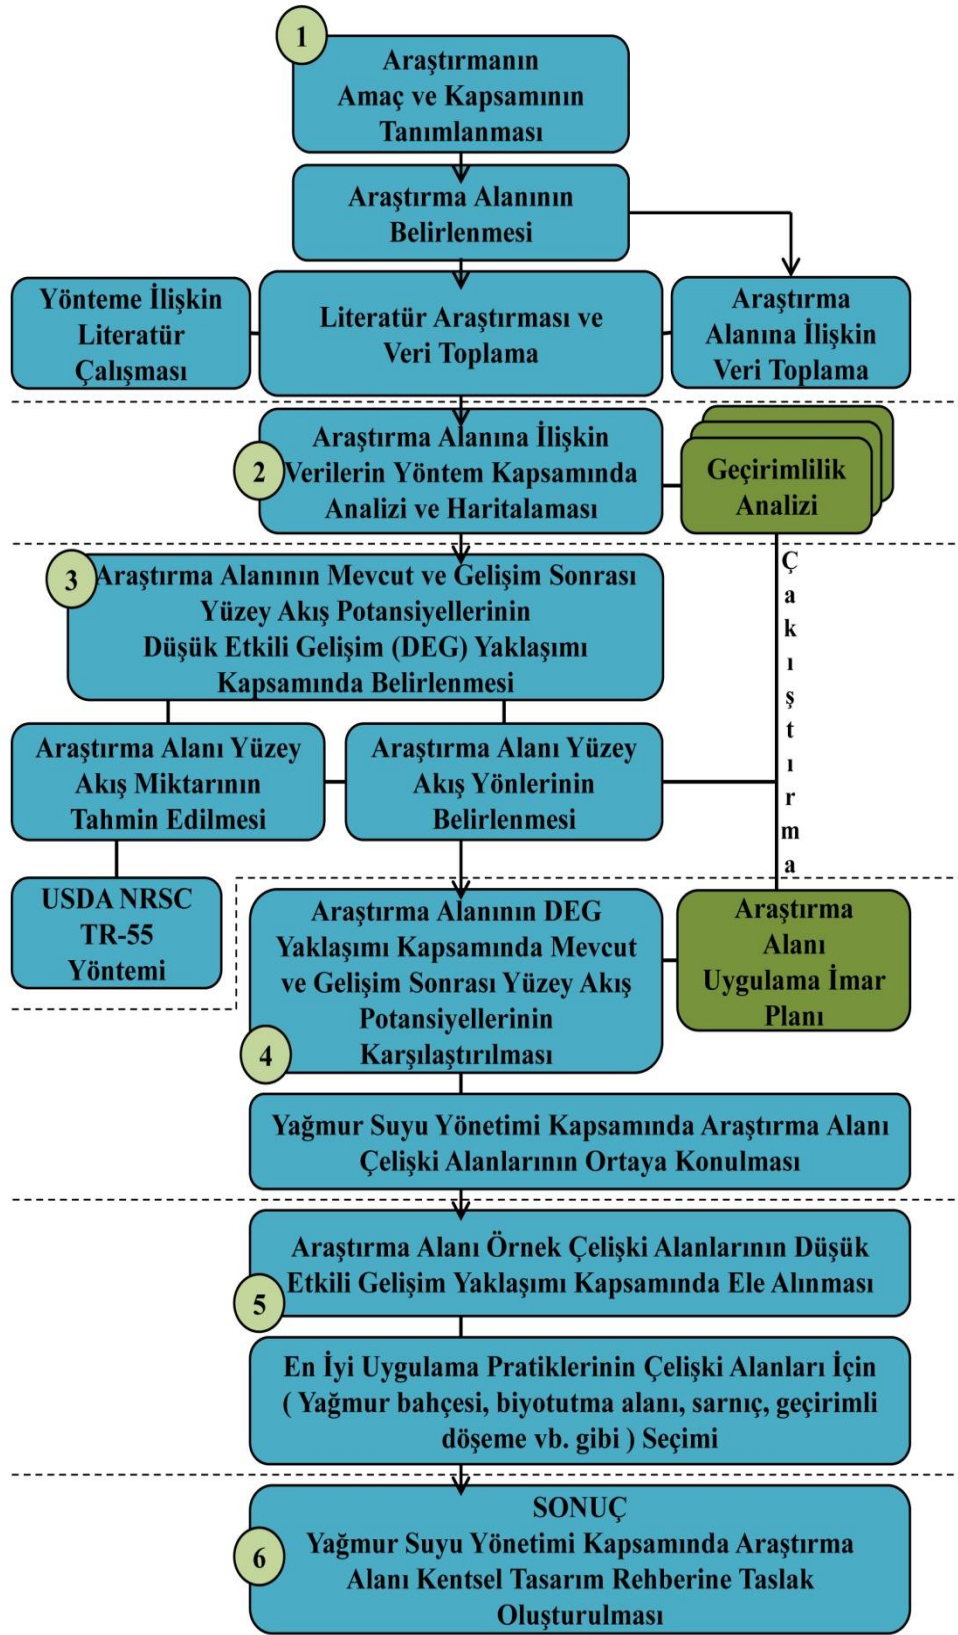 1
Araştırmanın
Amaç ve Kapsamının
Tanımlanması
Araştırma Alanının
Belirlenmesi
Yönteme İlişkin
Literatür
Çalışması
Literatür Araştırması ve
Veri Toplama
Araştırma
Alanına İlişkin
Veri Toplama
2
Araştırma Alanına İlişkin
Verilerin Yöntem Kapsamında
Analizi ve Haritalaması
Geçirimlilik
Analizi
3
Araştırma Alanının Mevcut ve Gelişim Sonrası
Yüzey Akış Potansiyellerinin
Düşük Etkili Gelişim (DEG) Yaklaşımı
Kapsamında Belirlenmesi
Çakıştırma
Araştırma Alanı Yüzey
Akış Miktarının
Tahmin Edilmesi
Araştırma Alanı Yüzey
Akış Yönlerinin
Belirlenmesi
USDA NRSC
TR-55
Yöntemi
Araştırma Alanının DEG
Yaklaşımı Kapsamında Mevcut
ve Gelişim Sonrası Yüzey Akış
Potansiyellerinin
Karşılaştırılması
4
Araştırma
Alanı
Uygulama İmar
Planı
Yağmur Suyu Yönetimi Kapsamında Araştırma Alanı
Çelişki Alanlarının Ortaya Konulması
Araştırma Alanı Örnek Çelişki Alanlarının Düşük
Etkili Gelişim Yaklaşımı Kapsamında Ele Alınması
5
En İyi Uygulama Pratiklerinin Çelişki Alanları İçin
( Yağmur bahçesi, biyotutma alanı, sarnıç, geçirimli
döşeme vb. gibi ) Seçimi
SONUÇ
Yağmur Suyu Yönetimi Kapsamında Araştırma
Alanı Kentsel Tasarım Rehberine Taslak
Oluşturulması
6